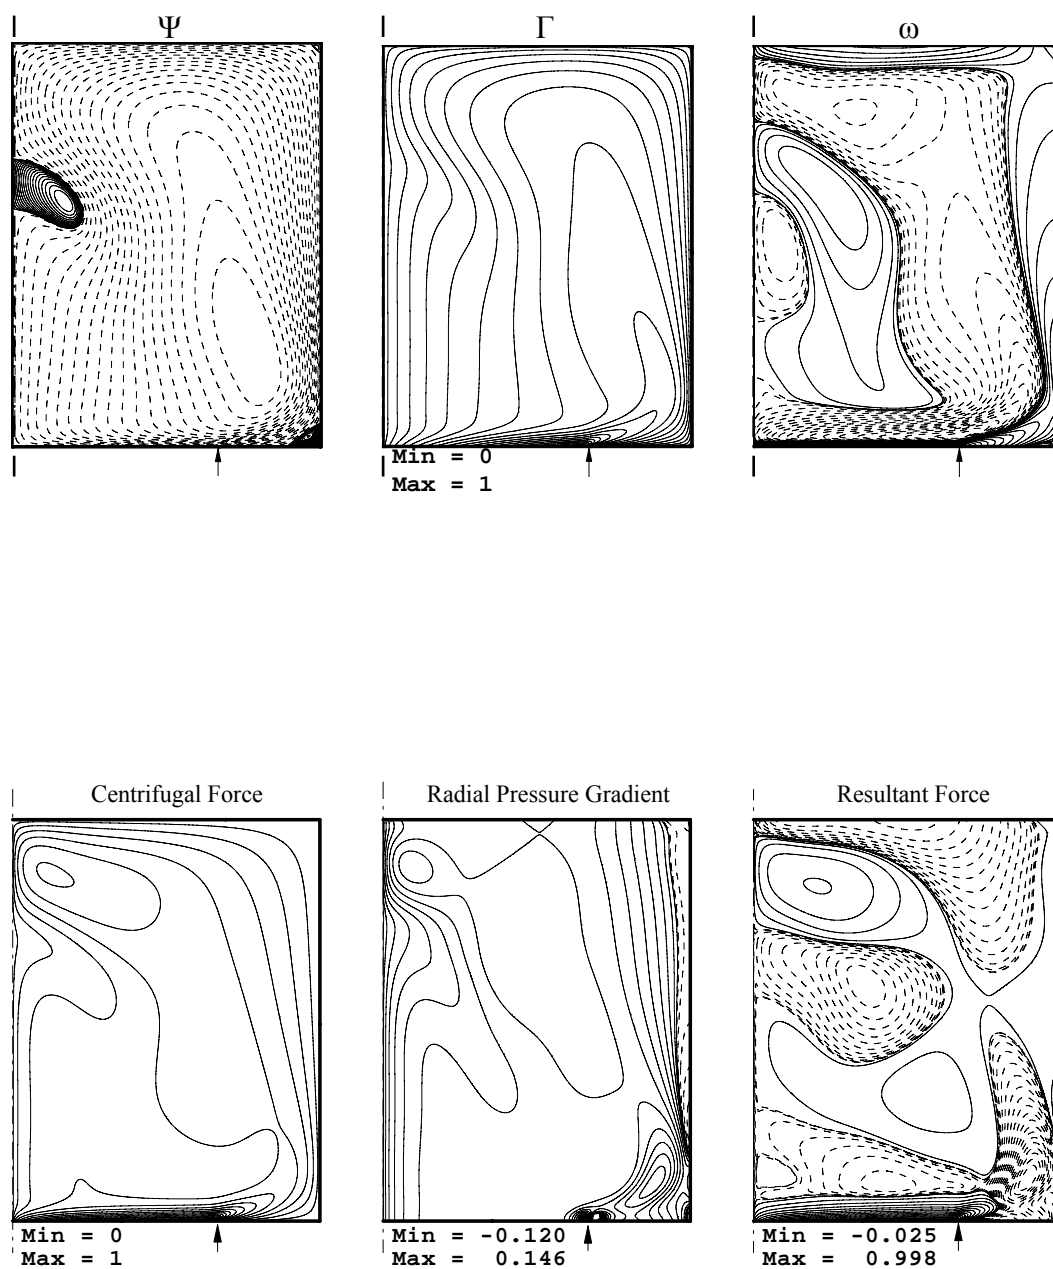 Ψ Γ ω
Min = 0
Max = 1
Centrifugal Force Radial Pressure Gradient Resultant Force
Min = 0 Min = -0.120 Min = -0.025
Max = 1 Max = 0.146 Max = 0.998